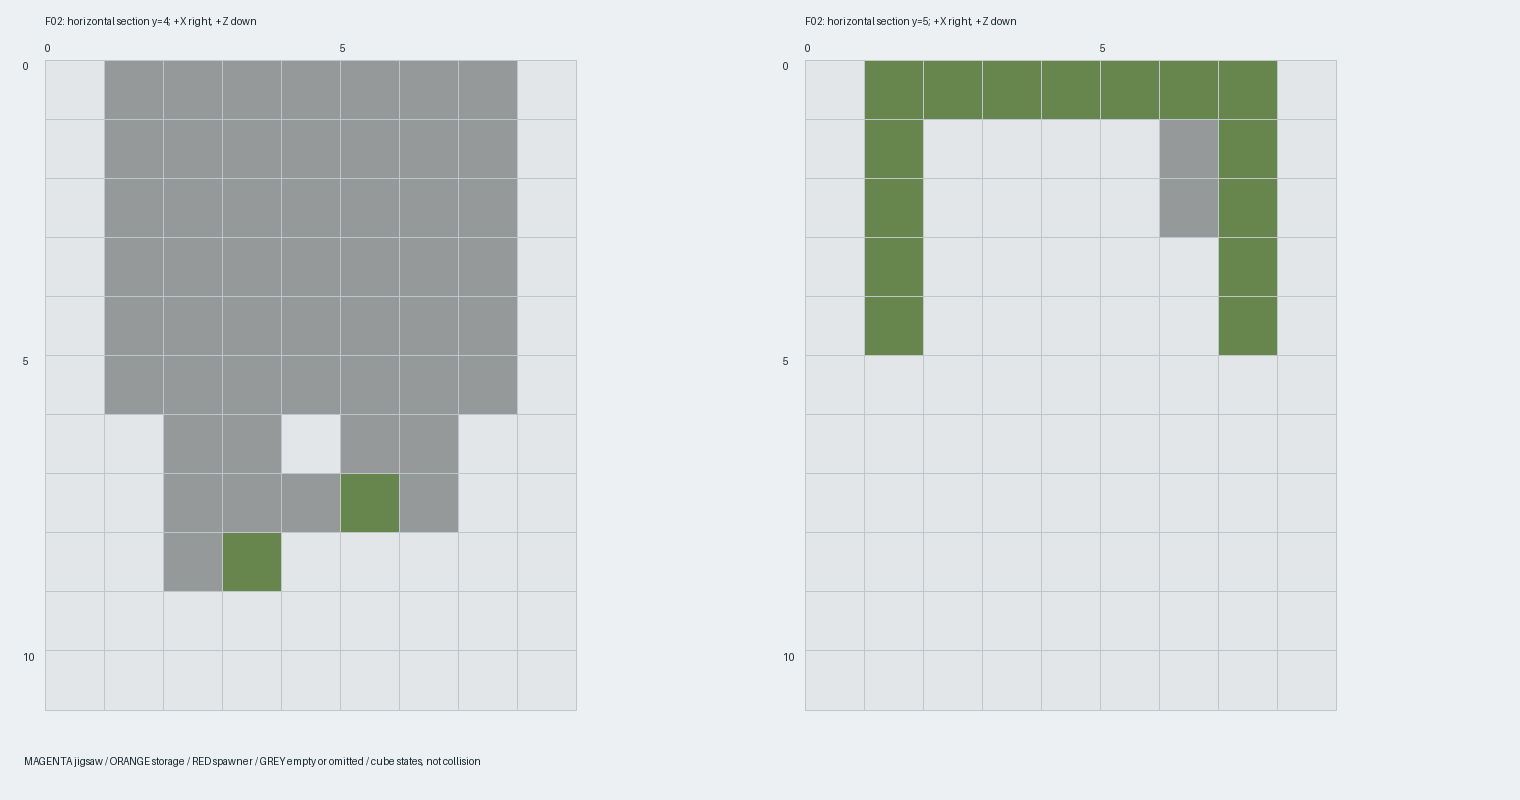 F02: horizontal section y=4; +X right, +Z down
F02: horizontal section y=5; +X right, +Z down
0 5
0 5
0
0
5
5
10
10
MAGENTA jigsaw / ORANGE storage / RED spawner / GREY empty or omitted / cube states, not collision